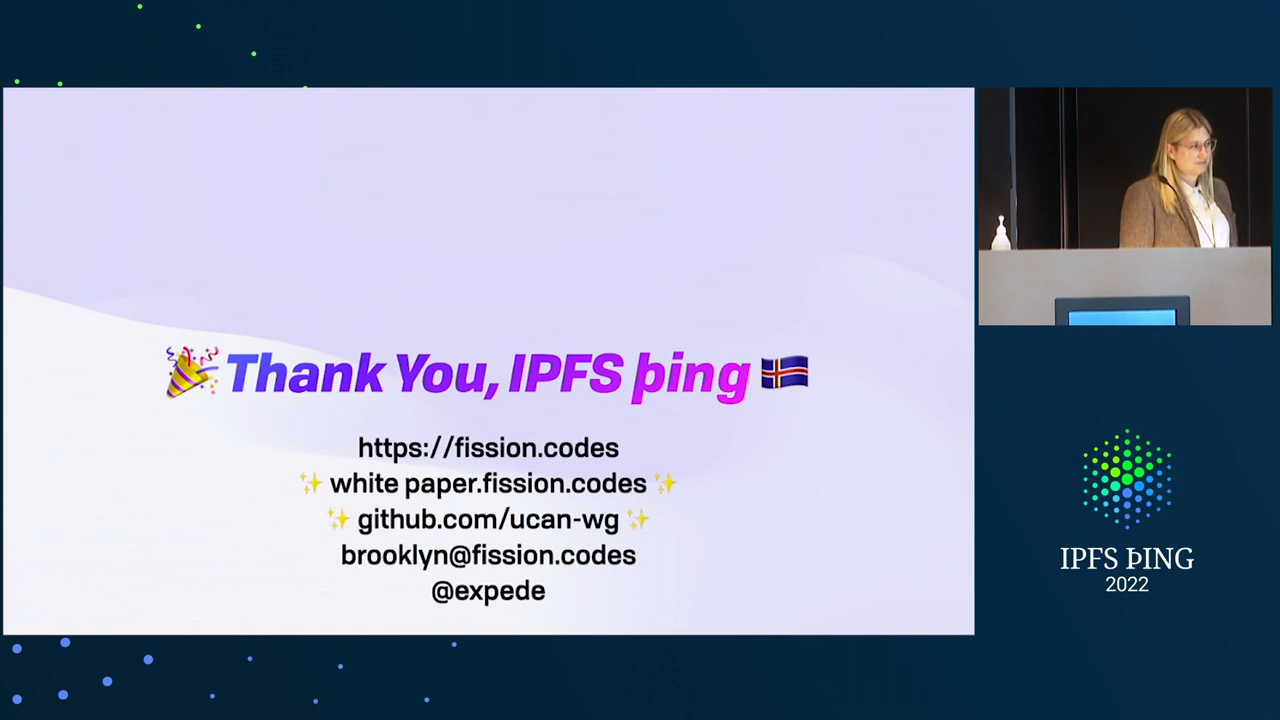 🎉 Thank You, IPFS þing 🇮🇸
https://fission.codes
✨ white paper.fission.codes ✨
✨ github.com/ucan-wg ✨
brooklyn@fission.codes
@expede
IPFS ÞING
2022